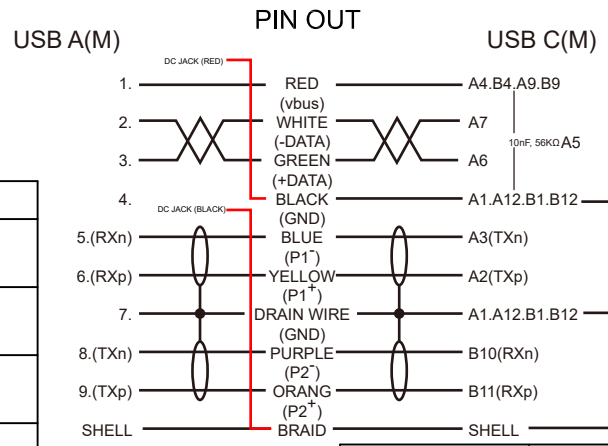 PIN OUT
USB A(M) USB C(M)
DC JACK (RED)
1. RED A4.B4.A9.B9
(vbus)
2. WHITE A7
(-DATA) 10nF, 56KΩ A5
3. GREEN A6
(+DATA)
4. BLACK A1.A12.B1.B12
DC JACK (BLACK)
(GND)
5.(RXn) BLUE A3(TXn)
(P1-)
6.(RXp) YELLOW A2(TXp)
(P1+)
7. DRAIN WIRE A1.A12.B1.B12
(GND)
8.(TXn) PURPLE B10(RXn)
(P2-)
9.(TXp) ORANG B11(RXp)
(P2+)
SHELL BRAID SHELL